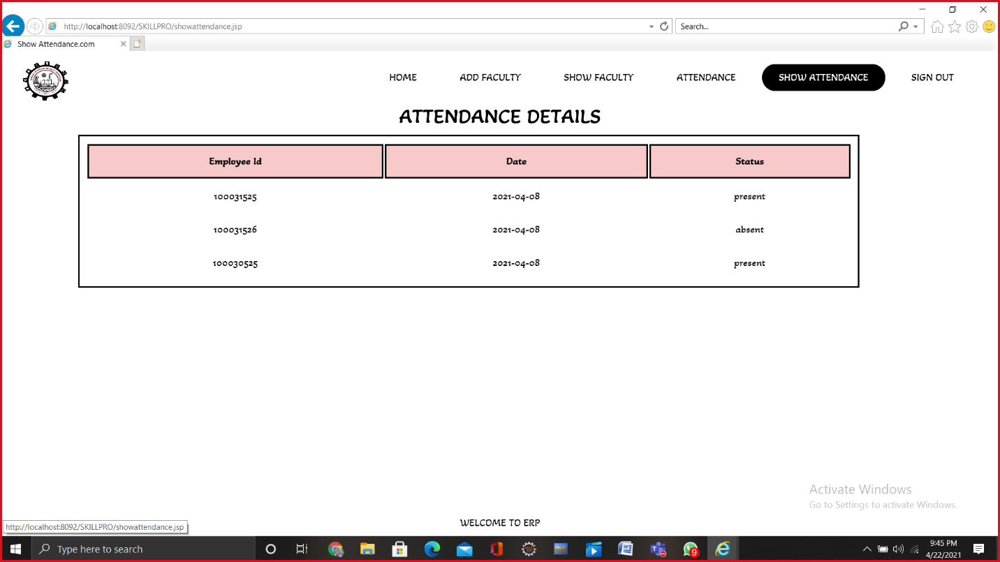 http://localhost:8092/SKILLPRO/showattendance.jsp
Search...
Show Attendance.com
HOME ADD FACULTY SHOW FACULTY ATTENDANCE SHOW ATTENDANCE SIGN OUT
ATTENDANCE DETAILS
Employee Id Date Status
100031525 2021-04-08 present
100031526 2021-04-08 absent
100030525 2021-04-08 present
Activate Windows
Go to Settings to activate Windows.
WELCOME TO ERP
http://localhost:8092/SKILLPRO/showattendance.jsp
Type here to search
9
9:45 PM
4/22/2021